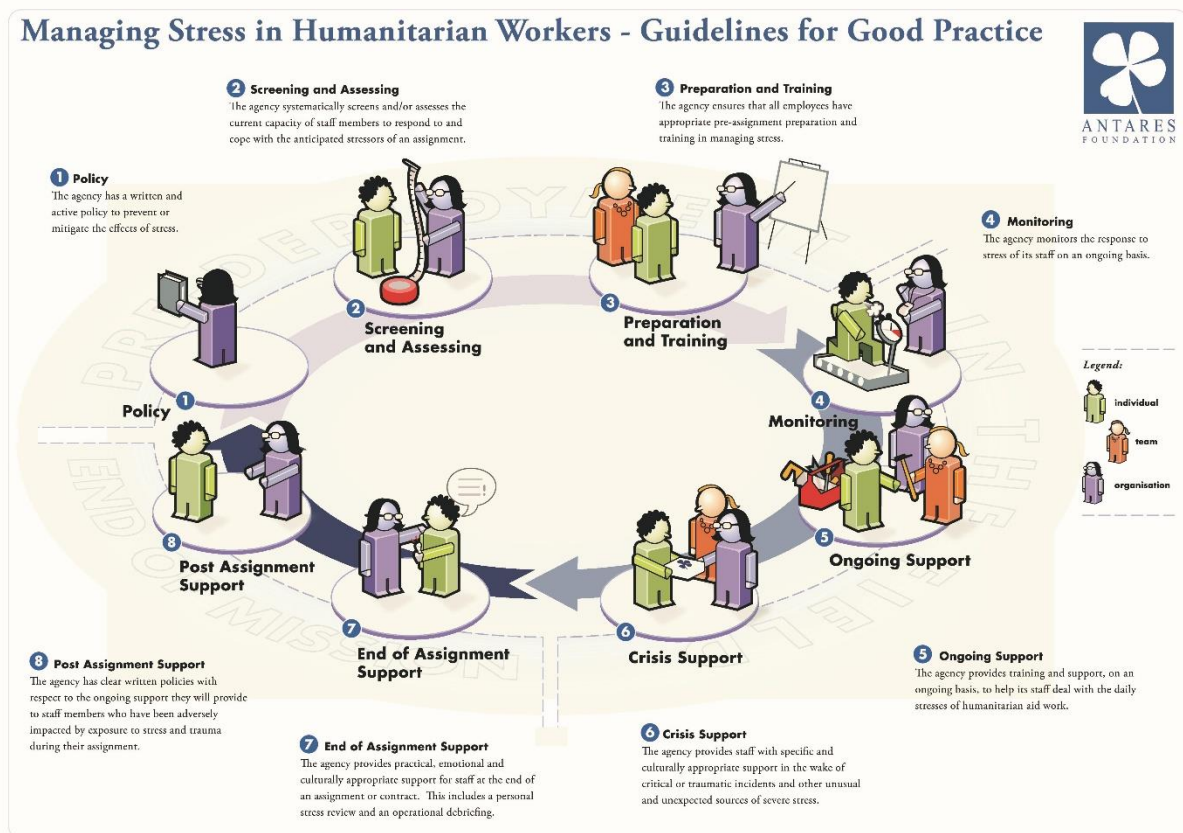 Managing Stress in Humanitarian Workers - Guidelines for Good Practice
ANTARES
FOUNDATION
2 Screening and Assessing
The agency systematically screens and/or assesses the
current capacity of staff members to respond to and
cope with the anticipated stressors of an assignment.
3 Preparation and Training
The agency ensures that all employees have
appropriate pre-assignment preparation and
training in managing stress.
1 Policy
The agency has a written and
active policy to prevent or
mitigate the effects of stress.
4 Monitoring
The agency monitors the response to
stress of its staff on an ongoing basis.
PRE DEPLOYMENT
IN THE FIELD
END OF MISSION
2
Screening
and Assessing
3
Preparation
and Training
1
Policy
4
Monitoring
Legend:
individual
team
organisation
5
Ongoing Support
8
Post Assignment
Support
7
End of Assignment
Support
6
Crisis Support
!
8 Post Assignment Support
The agency has clear written policies with
respect to the ongoing support they will provide
to staff members who have been adversely
impacted by exposure to stress and trauma
during their assignment.
7 End of Assignment Support
The agency provides practical, emotional and
culturally appropriate support for staff at the end of
an assignment or contract. This includes a personal
stress review and an operational debriefing.
6 Crisis Support
The agency provides staff with specific and
culturally appropriate support in the wake of
critical or traumatic incidents and other unusual
and unexpected sources of severe stress.
5 Ongoing Support
The agency provides training and support, on an
ongoing basis, to help its staff deal with the daily
stresses of humanitarian aid work.